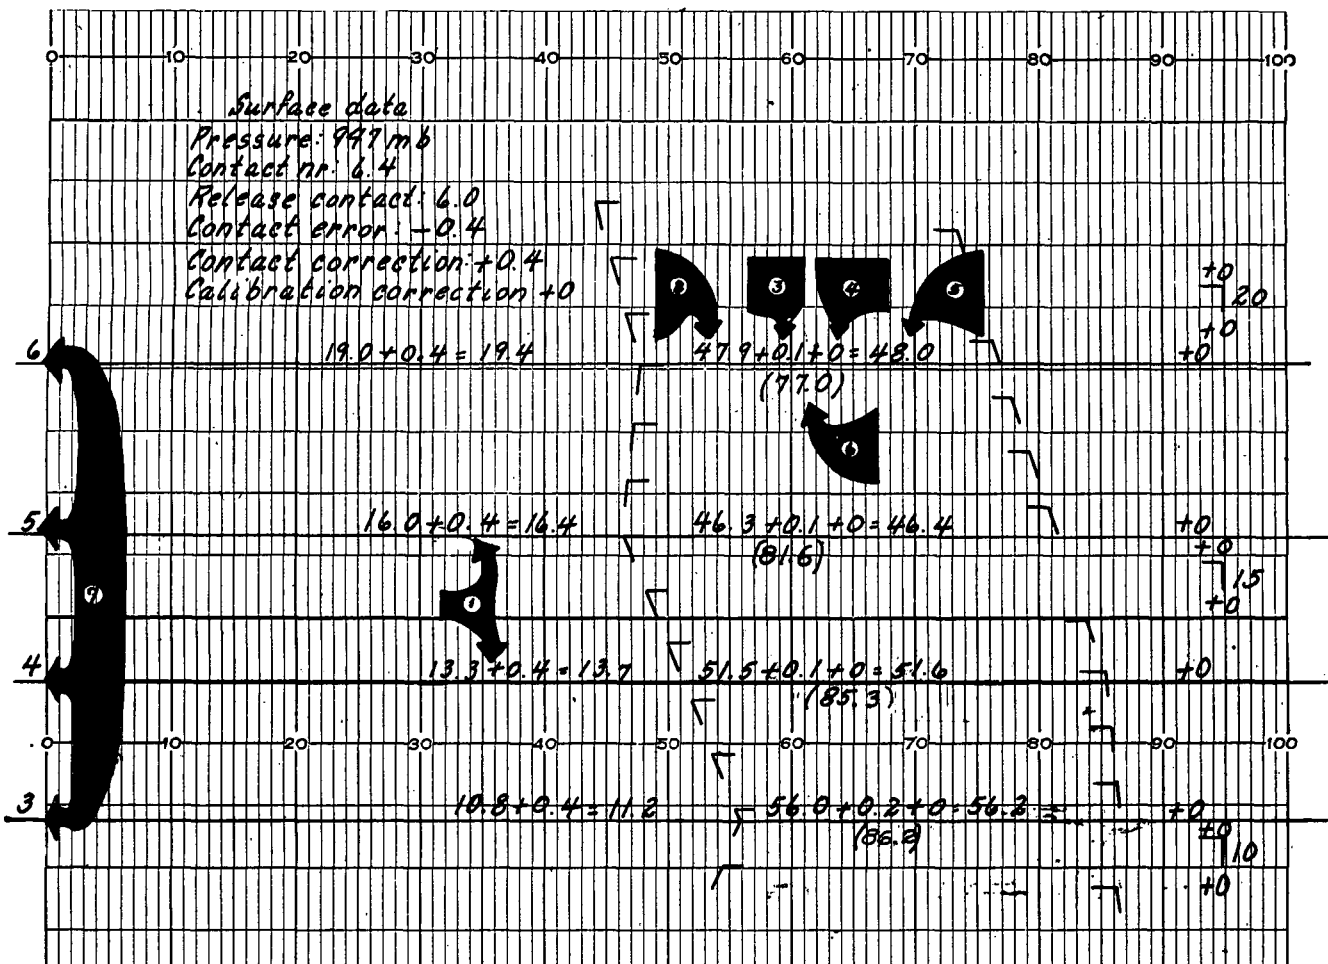 0 10 20 30 40 50 60 70 80 90 100
Surface data
Pressure: 947 mb
Contact nr: 6.4
Release contact: 6.0
Contact error: -0.4
Contact correction: +0.4
Calibration correction +0
2 3 4 5
+0
20
+0
6 19.0 + 0.4 = 19.4 47.9 + 0.1 + 0 = 48.0 +0
(77.0)
5 16.0 + 0.4 = 16.4 46.3 + 0.1 + 0 = 46.4 +0
(81.6) +0
7 1 15
+0
4 13.3 + 0.4 = 13.7 51.5 + 0.1 + 0 = 51.6 +0
(85.3)
0 10 20 30 40 50 60 70 80 90 100
3 10.8 + 0.4 = 11.2 56.0 + 0.2 + 0 = 56.2 +0
(86.2) +0
10
+0